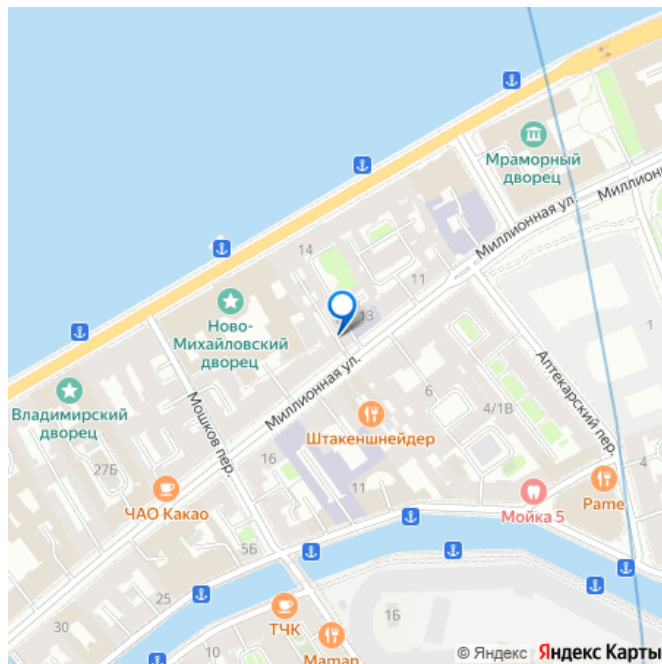 Мраморный
дворец
Миллионная ул.
Миллионн
14
11
13
Ново-
Михайловский
дворец
Миллионная ул.
Мошков пер.
Аптекарский пер.
1
6
4/1В
Владимирский
дворец
Штакеншнейдер
27Б
16
11
4
ЧАО Какао
Мойка 5
Pame
5Б
25
30
1Б
ТЧК
10
Maman
© Яндекс Яндекс Карты